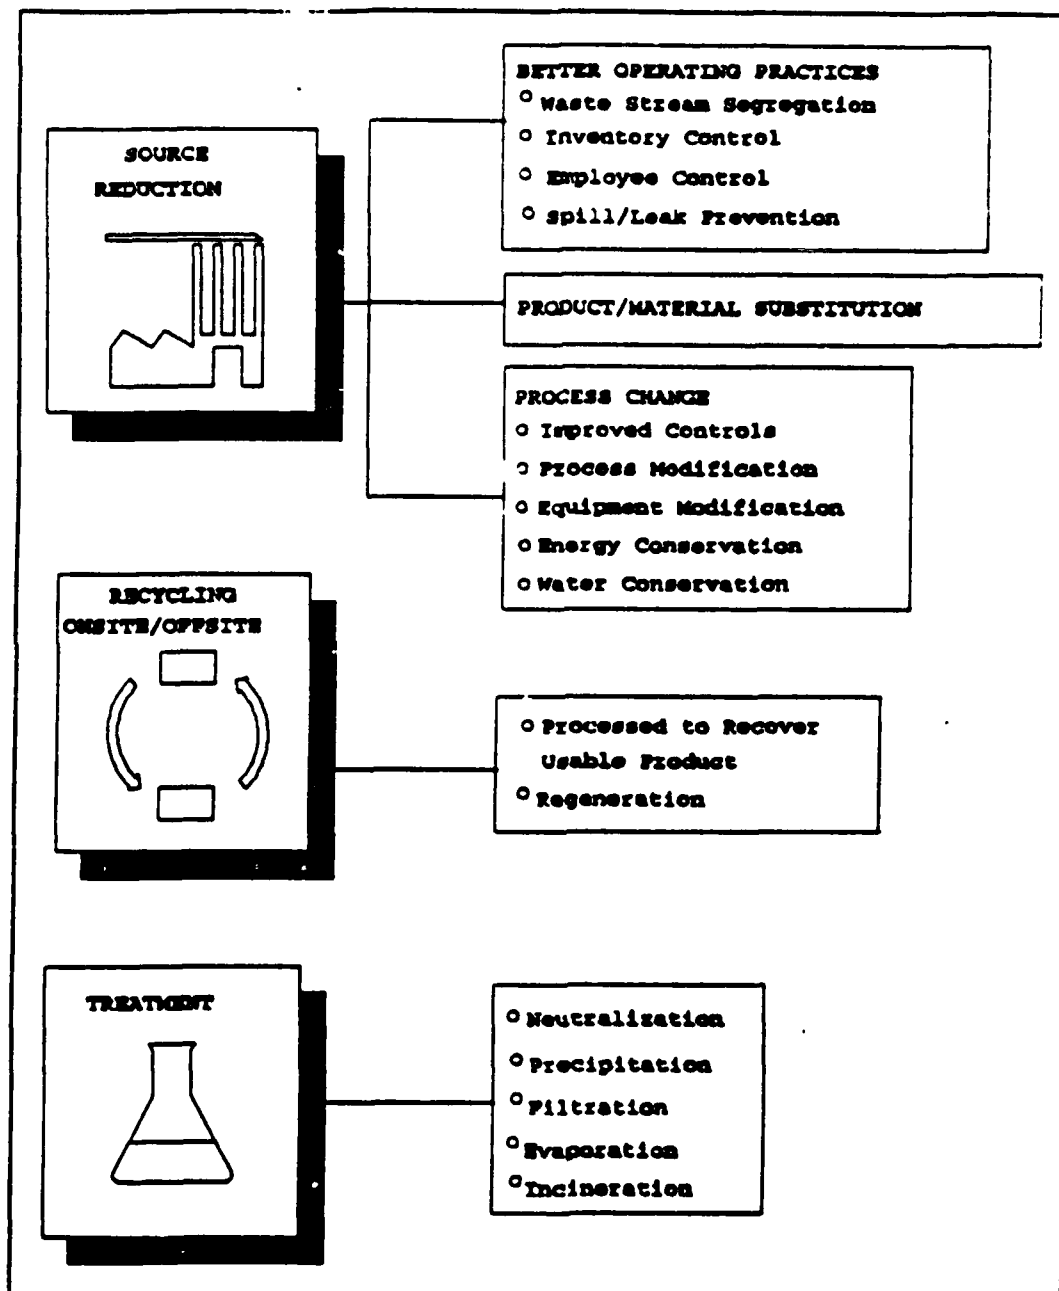 SOURCE
REDUCTION
BETTER OPERATING PRACTICES
o Waste Stream Segregation
o Inventory Control
o Employee Control
o Spill/Leak Prevention
PRODUCT/MATERIAL SUBSTITUTION
PROCESS CHANGE
o Improved Controls
o Process Modification
o Equipment Modification
o Energy Conservation
o Water Conservation
RECYCLING
ONSITE/OFFSITE
o Processed to Recover
Usable Product
o Regeneration
TREATMENT
o Neutralization
o Precipitation
o Filtration
o Evaporation
o Incineration